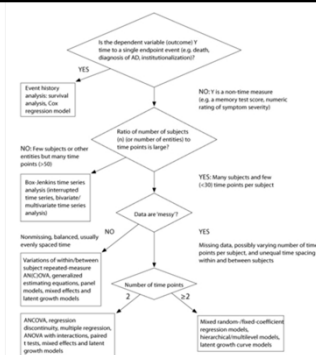 Is the dependent variable (outcome) Y
time to a single endpoint event (e.g. death,
diagnosis of AD, institutionalization)?
YES
Event history
analysis: survival
analysis, Cox
regression model
NO: Y is a non-time measure
(e.g. a memory test score, numeric
rating of symptom severity)
Ratio of number of subjects
(n) (or number of entities) to
time points is large?
NO: Few subjects or other
entities but many time
points (>50)
Box-Jenkins time series
analysis (interrupted
time series, bivariate/
multivariate time series
analysis)
YES: Many subjects and few
(<30) time points per subject
Data are 'messy'?
NO
YES
Nonmissing, balanced, usually
evenly spaced time
Missing data, possibly varying number of time
points per subject, and unequal time spacing
within and between subjects
Variations of within/between
subject repeated-measure
AN(C)OVA, generalized
estimating equations, panel
models, mixed effects and
latent growth models
Number of time points
2
≥2
ANCOVA, regression
discontinuity, multiple regression,
ANOVA with interactions, paired
t tests, mixed effects and latent
growth models
Mixed random-/fixed-coefficient
regression models,
hierarchical/multilevel models,
latent growth curve models